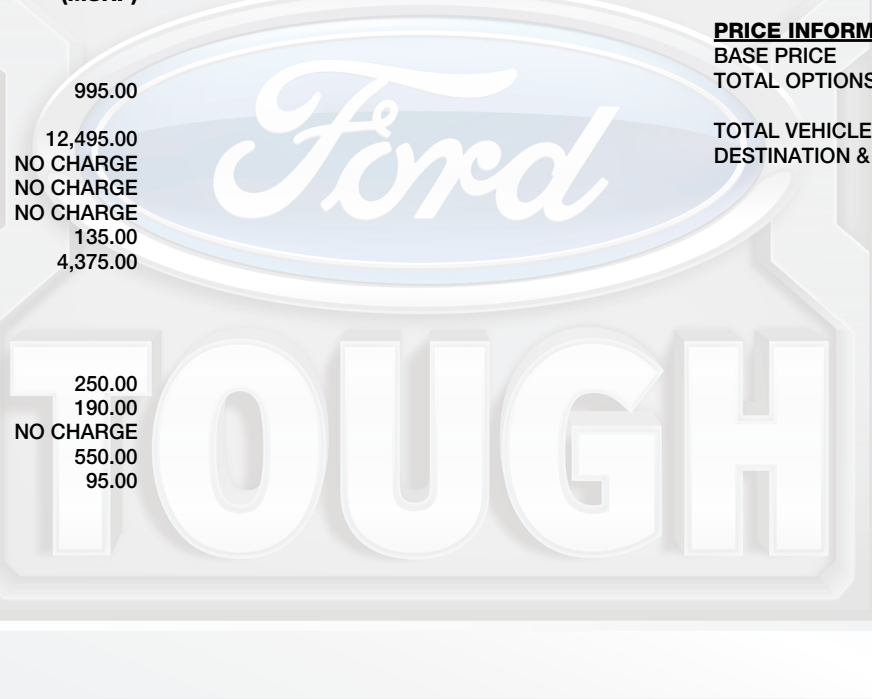 995.00
12,495.00
NO CHARGE
NO CHARGE
NO CHARGE
135.00
4,375.00
250.00
190.00
NO CHARGE
550.00
95.00
PRICE INFORM
BASE PRICE
TOTAL OPTIONS
TOTAL VEHICLE
DESTINATION &
Ford
TOUGH